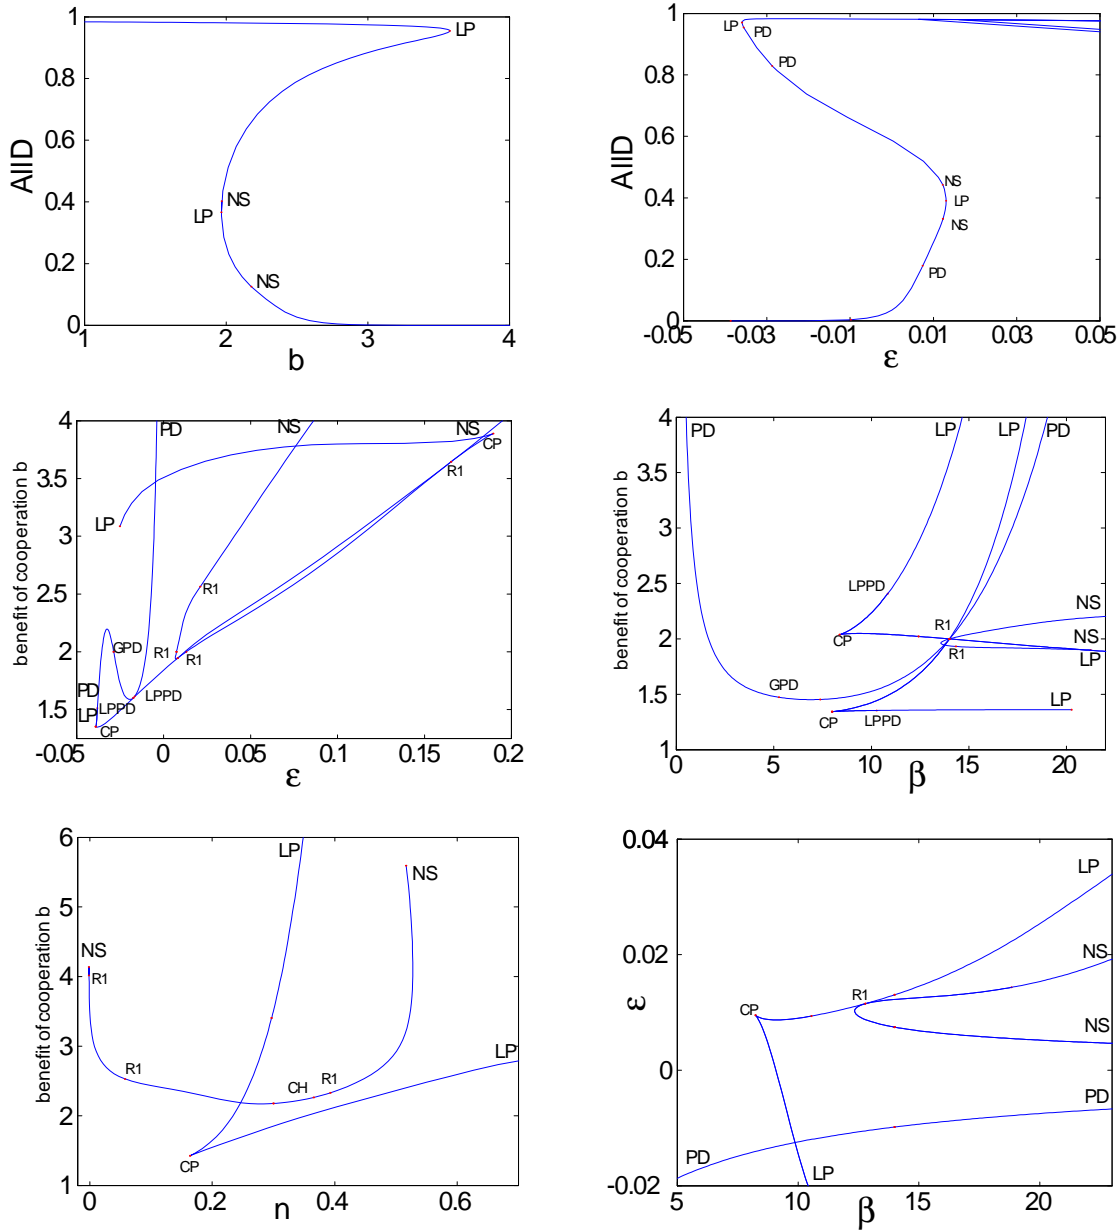 1
0.8
0.6
0.4
0.2
0
AllD
LP
NS
LP
NS
1
2
3
4
b
1
0.8
0.6
0.4
0.2
0
AllD
LP
PD
PD
NS
LP
NS
PD
-0.05
-0.03
-0.01
0.01
0.03
0.05
ε
4
3.5
3
2.5
2
1.5
benefit of cooperation b
PD
NS
NS
CP
R1
LP
R1
GPD
R1
R1
PD
LPPD
LPPD
LP
CP
-0.05
0
0.05
0.1
0.15
0.2
ε
4
3.5
3
2.5
2
1.5
1
benefit of cooperation b
PD
LP
LP
PD
LPPD
NS
R1
CP
NS
R1
LP
GPD
CP
LPPD
LP
0
5
10
15
20
β
6
5
4
3
2
1
benefit of cooperation b
LP
NS
NS
R1
R1
CH
R1
LP
CP
0
0.2
0.4
0.6
n
0.04
0.02
0
-0.02
ε
LP
NS
R1
CP
NS
PD
PD
LP
5
10
15
20
β